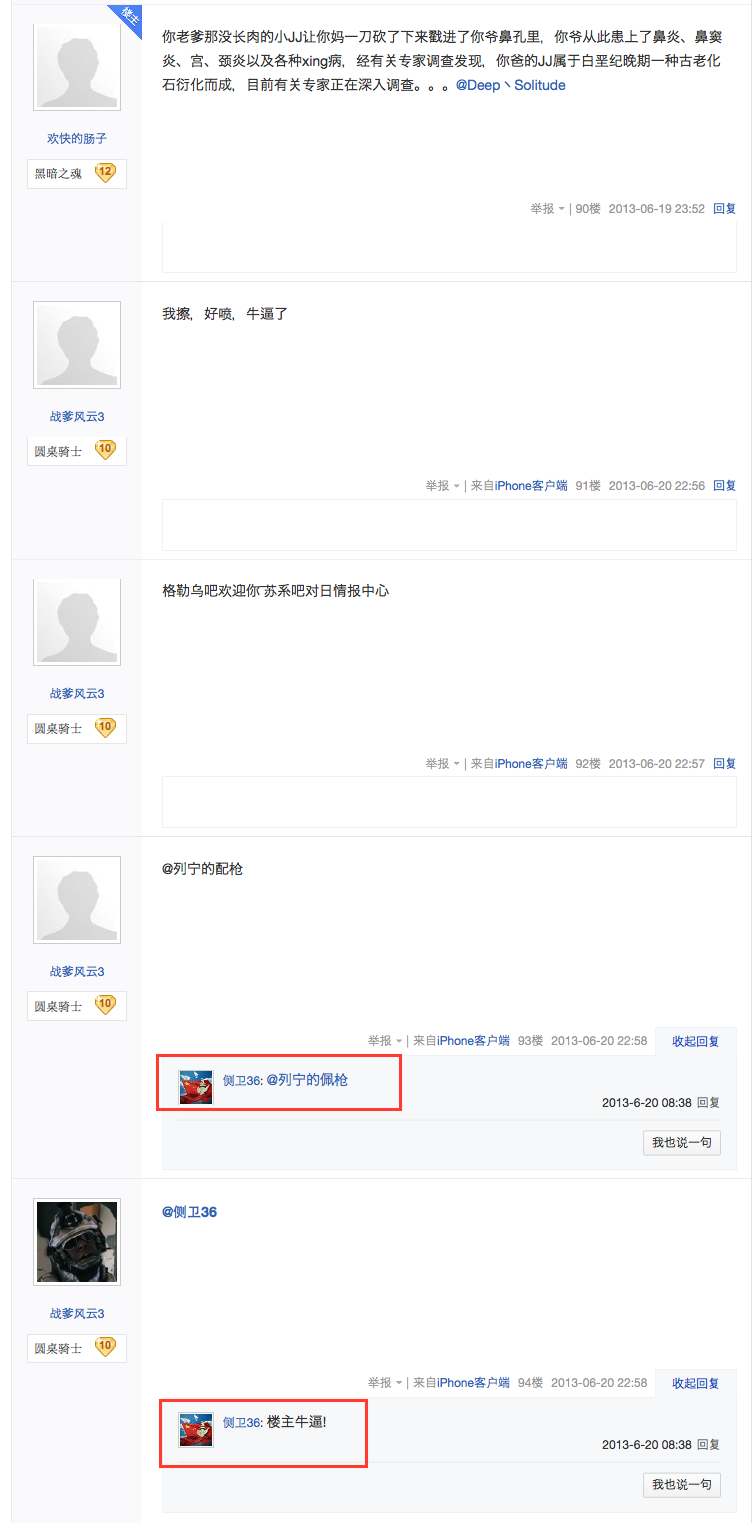 楼主
你老爹那没长肉的小JJ让你妈一刀砍了下来戳进了你爷鼻孔里，你爷从此患上了鼻炎、鼻窦
炎、宫、颈炎以及各种xing病，经有关专家调查发现，你爸的JJ属于白垩纪晚期一种古老化
石衍化而成，目前有关专家正在深入调查。。。@Deep丶Solitude
欢快的肠子
黑暗之魂 12
举报 | 90楼 2013-06-19 23:52 回复
我擦，好喷，牛逼了
战爹风云3
圆桌骑士 10
举报 | 来自iPhone客户端 91楼 2013-06-20 22:56 回复
格勒乌吧欢迎你~苏系吧对日情报中心
战爹风云3
圆桌骑士 10
举报 | 来自iPhone客户端 92楼 2013-06-20 22:57 回复
@列宁的配枪
战爹风云3
圆桌骑士 10
举报 | 来自iPhone客户端 93楼 2013-06-20 22:58 收起回复
侧卫36: @列宁的佩枪
2013-6-20 08:38 回复
我也说一句
@侧卫36
战爹风云3
圆桌骑士 10
举报 | 来自iPhone客户端 94楼 2013-06-20 22:58 收起回复
侧卫36: 楼主牛逼!
2013-6-20 08:38 回复
我也说一句